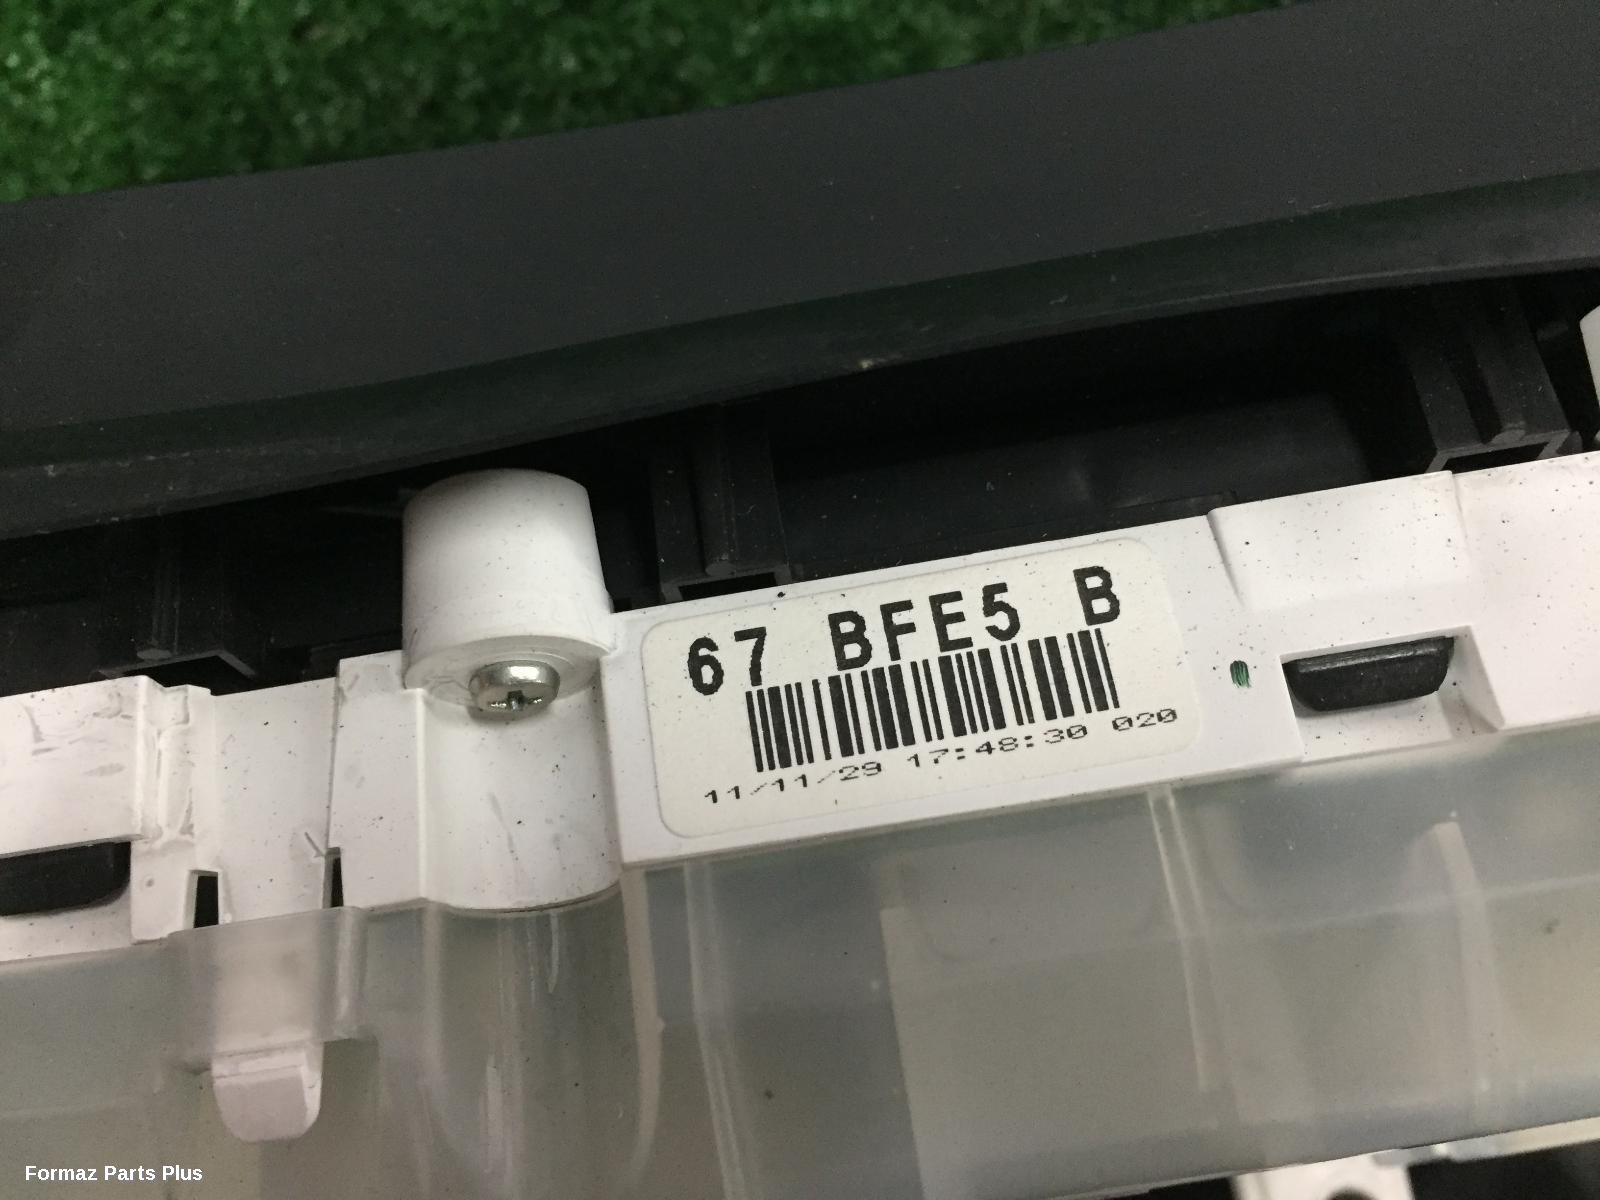 67 BFE5 B
11/11/29 17:48:30 020
Formaz Parts Plus